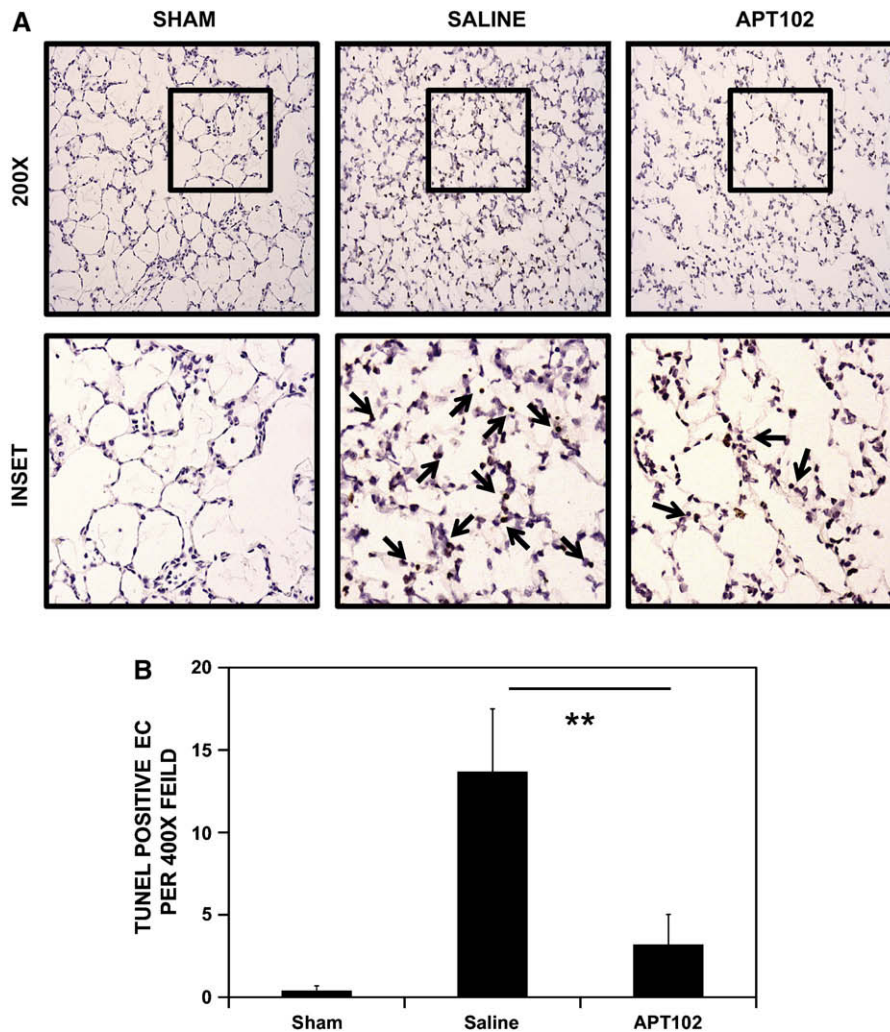 A
SHAM
SALINE
APT102
200X
INSET
B
TUNEL POSITIVE EC
PER 400X FEILD
20
15
10
5
0
**
Sham
Saline
APT102